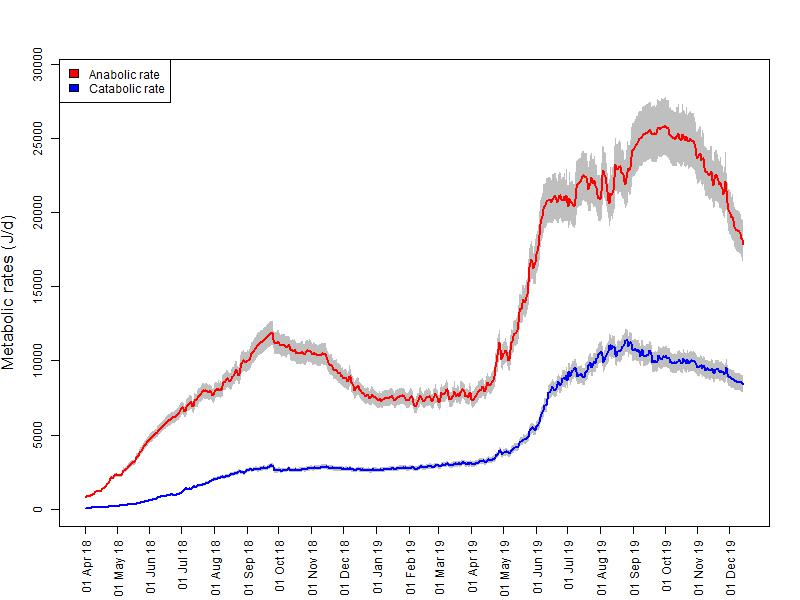 Anabolic rate
Catabolic rate
Metabolic rates (J/d)
30000
25000
20000
15000
10000
5000
0
01 Apr 18
01 May 18
01 Jun 18
01 Jul 18
01 Aug 18
01 Sep 18
01 Oct 18
01 Nov 18
01 Dec 18
01 Jan 19
01 Feb 19
01 Mar 19
01 Apr 19
01 May 19
01 Jun 19
01 Jul 19
01 Aug 19
01 Sep 19
01 Oct 19
01 Nov 19
01 Dec 19